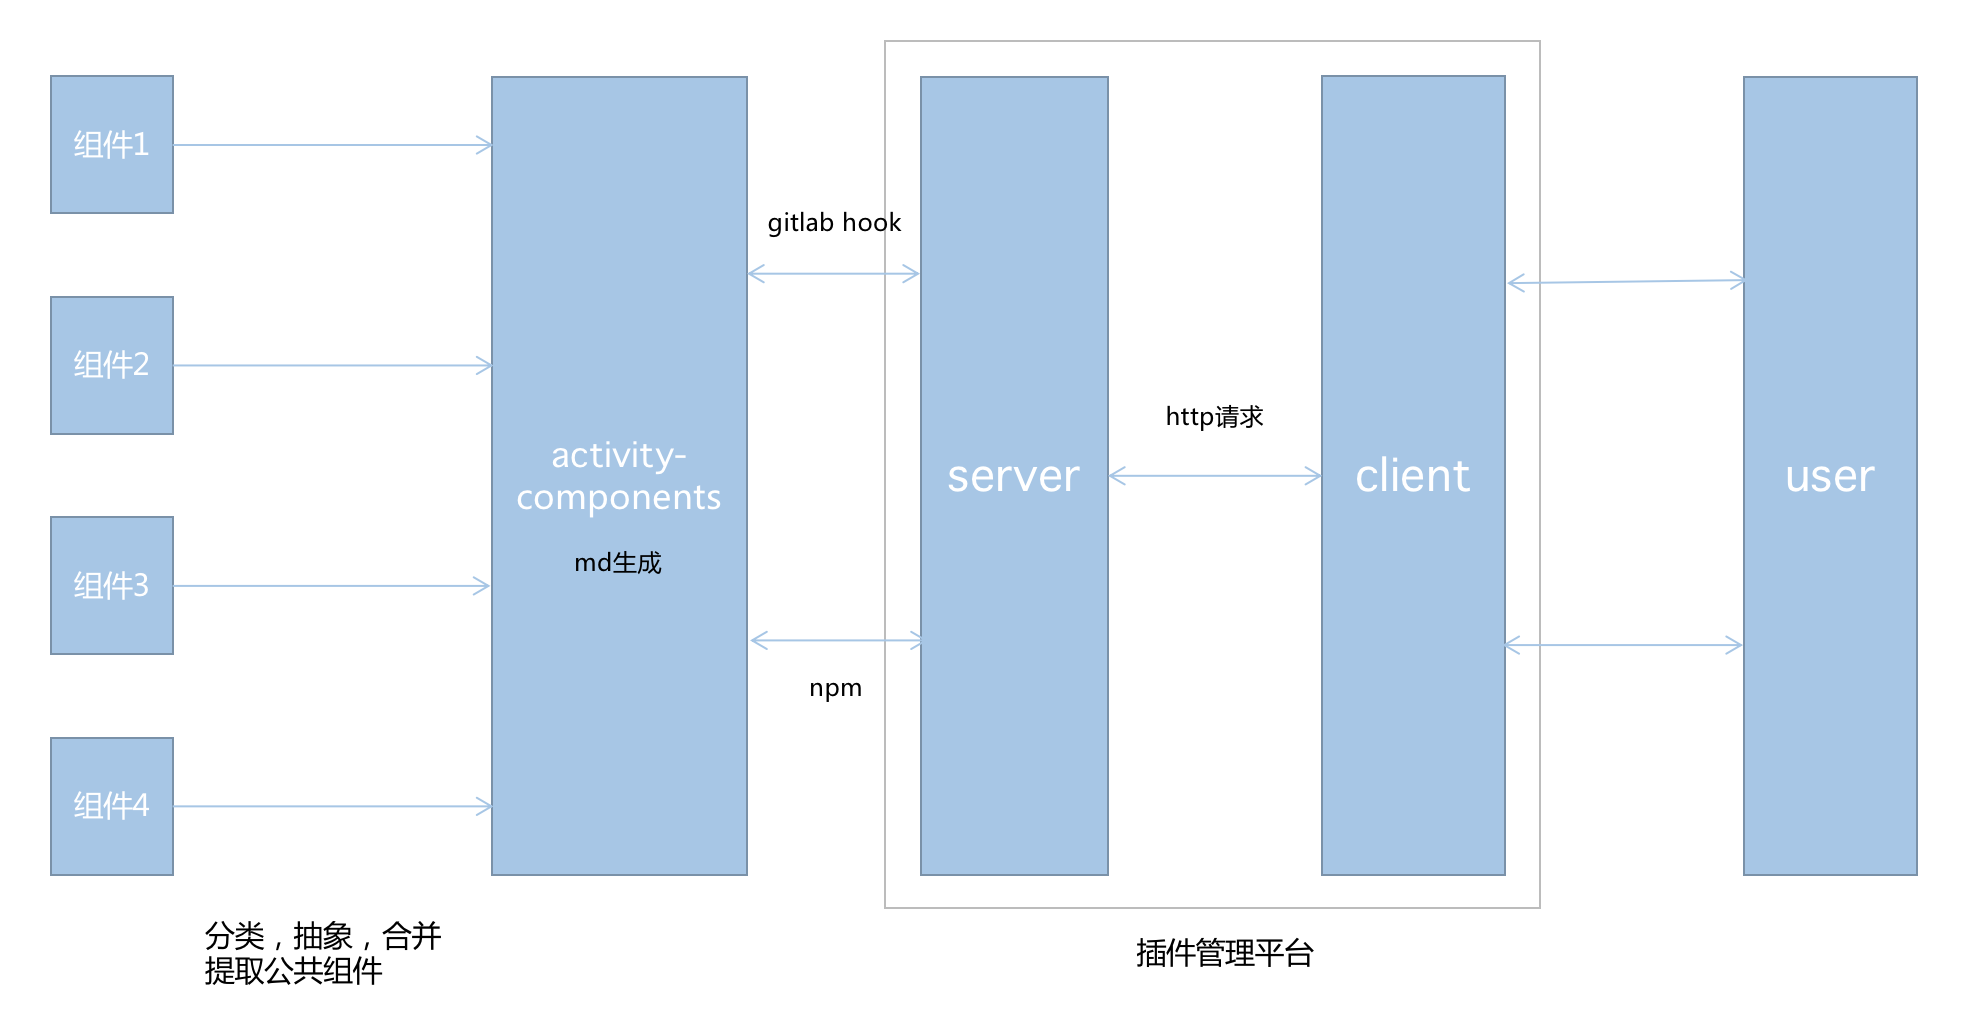 组件1
组件2
组件3
组件4
分类，抽象，合并
提取公共组件
activity-
components
md生成
gitlab hook
npm
server
http请求
client
插件管理平台
user